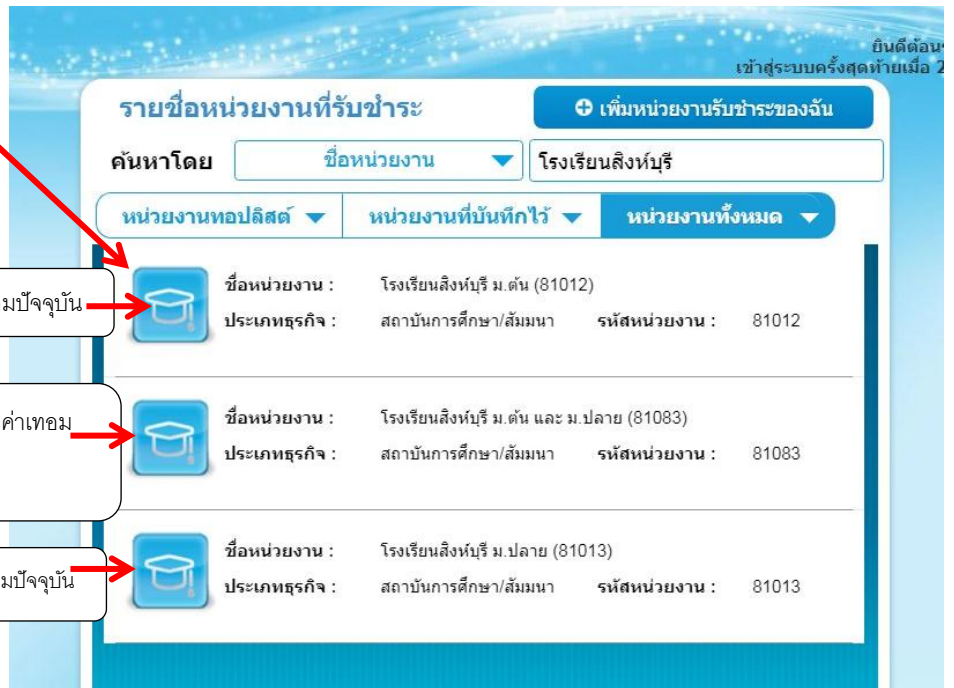 ยินดีต้อน
เข้าสู่ระบบครั้งสุดท้ายเมื่อ 2
รายชื่อหน่วยงานที่รับชำระ
เพิ่มหน่วยงานรับชำระของฉัน
ค้นหาโดย ชื่อหน่วยงาน โรงเรียนสิงห์บุรี
หน่วยงานทอปลิสต์ หน่วยงานที่บันทึกไว้ หน่วยงานทั้งหมด
ชื่อหน่วยงาน : โรงเรียนสิงห์บุรี ม.ต้น (81012)
มปัจจุบัน
ประเภทธุรกิจ : สถาบันการศึกษา/สัมมนา รหัสหน่วยงาน : 81012
ค่าเทอม
ชื่อหน่วยงาน : โรงเรียนสิงห์บุรี ม.ต้น และ ม.ปลาย (81083)
ประเภทธุรกิจ : สถาบันการศึกษา/สัมมนา รหัสหน่วยงาน : 81083
ชื่อหน่วยงาน : โรงเรียนสิงห์บุรี ม.ปลาย (81013)
มปัจจุบัน
ประเภทธุรกิจ : สถาบันการศึกษา/สัมมนา รหัสหน่วยงาน : 81013